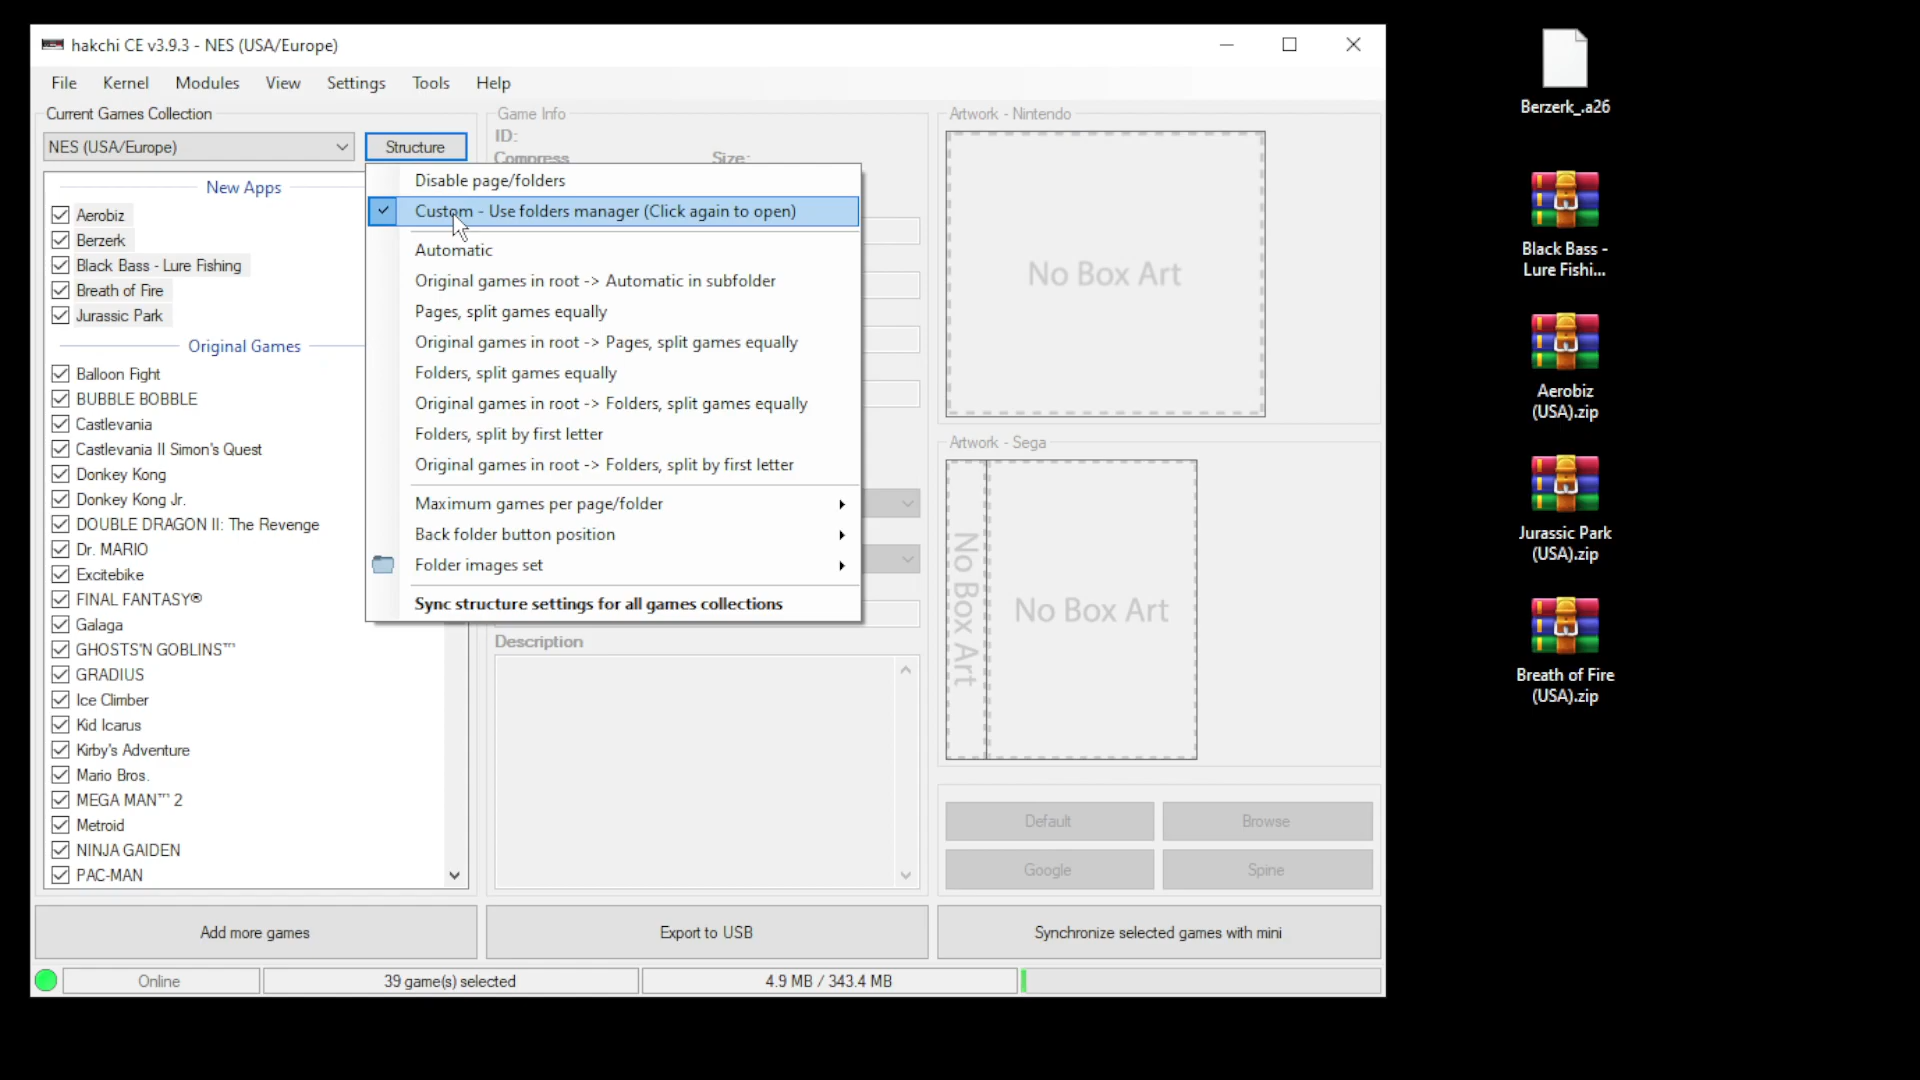 hakchi CE v3.9.3 - NES (USA/Europe)
File Kernel Modules View Settings Tools Help
Current Games Collection
NES (USA/Europe)
Structure
New Apps
Aerobiz
Berzerk
Black Bass - Lure Fishing
Breath of Fire
Jurassic Park
Original Games
Balloon Fight
BUBBLE BOBBLE
Castlevania
Castlevania II Simon's Quest
Donkey Kong
Donkey Kong Jr.
DOUBLE DRAGON II: The Revenge
Dr. MARIO
Excitebike
FINAL FANTASY®
Galaga
GHOSTS'N GOBLINS™
GRADIUS
Ice Climber
Kid Icarus
Kirby's Adventure
Mario Bros.
MEGA MAN™ 2
Metroid
NINJA GAIDEN
PAC-MAN
Disable page/folders
Custom - Use folders manager (Click again to open)
Automatic
Original games in root -> Automatic in subfolder
Pages, split games equally
Original games in root -> Pages, split games equally
Folders, split games equally
Original games in root -> Folders, split games equally
Folders, split by first letter
Original games in root -> Folders, split by first letter
Maximum games per page/folder
Back folder button position
Folder images set
Sync structure settings for all games collections
Game Info
ID:
Compress Size:
Description
Artwork - Nintendo
No Box Art
Artwork - Sega
No Box Art
No Box Art
Default Browse
Google Spine
Add more games
Export to USB
Synchronize selected games with mini
Online
39 game(s) selected
4.9 MB / 343.4 MB
Berzerk_.a26
Black Bass -
Lure Fishi...
Aerobiz
(USA).zip
Jurassic Park
(USA).zip
Breath of Fire
(USA).zip